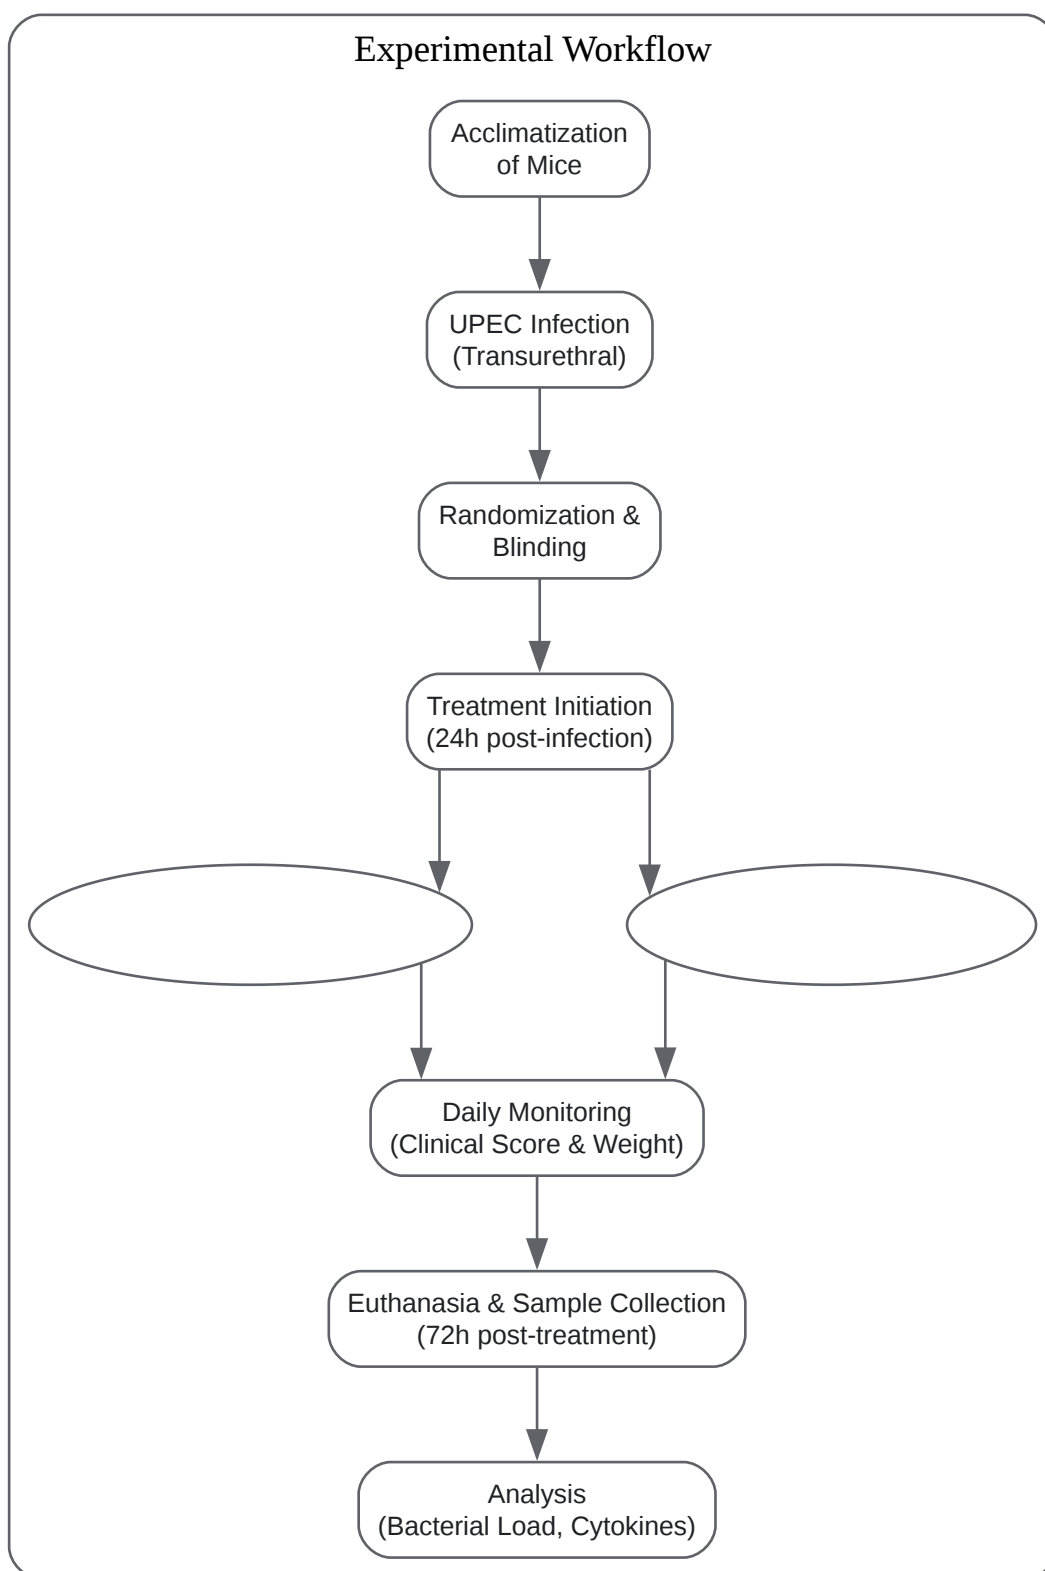 Experimental Workflow
Acclimatization
of Mice
UPEC Infection
(Transurethral)
Randomization &
Blinding
Treatment Initiation
(24h post-infection)
Daily Monitoring
(Clinical Score & Weight)
Euthanasia & Sample Collection
(72h post-treatment)
Analysis
(Bacterial Load, Cytokines)